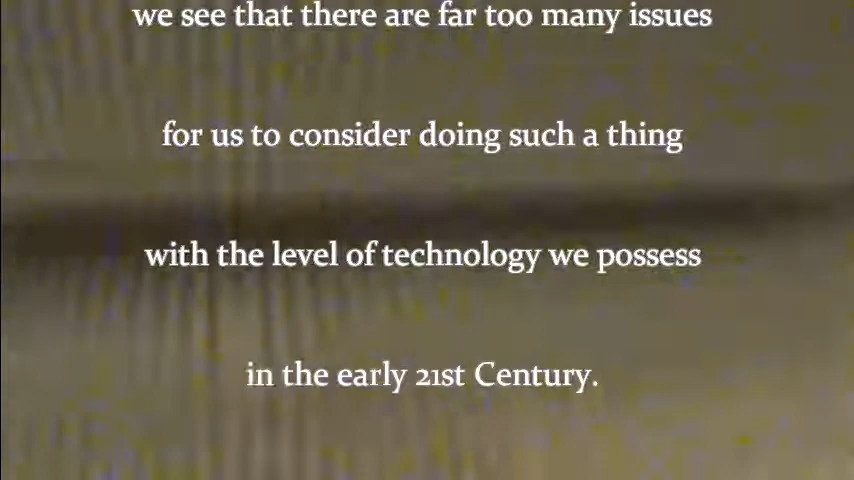 we see that there are far too many issues
for us to consider doing such a thing
with the level of technology we possess
in the early 21st Century.